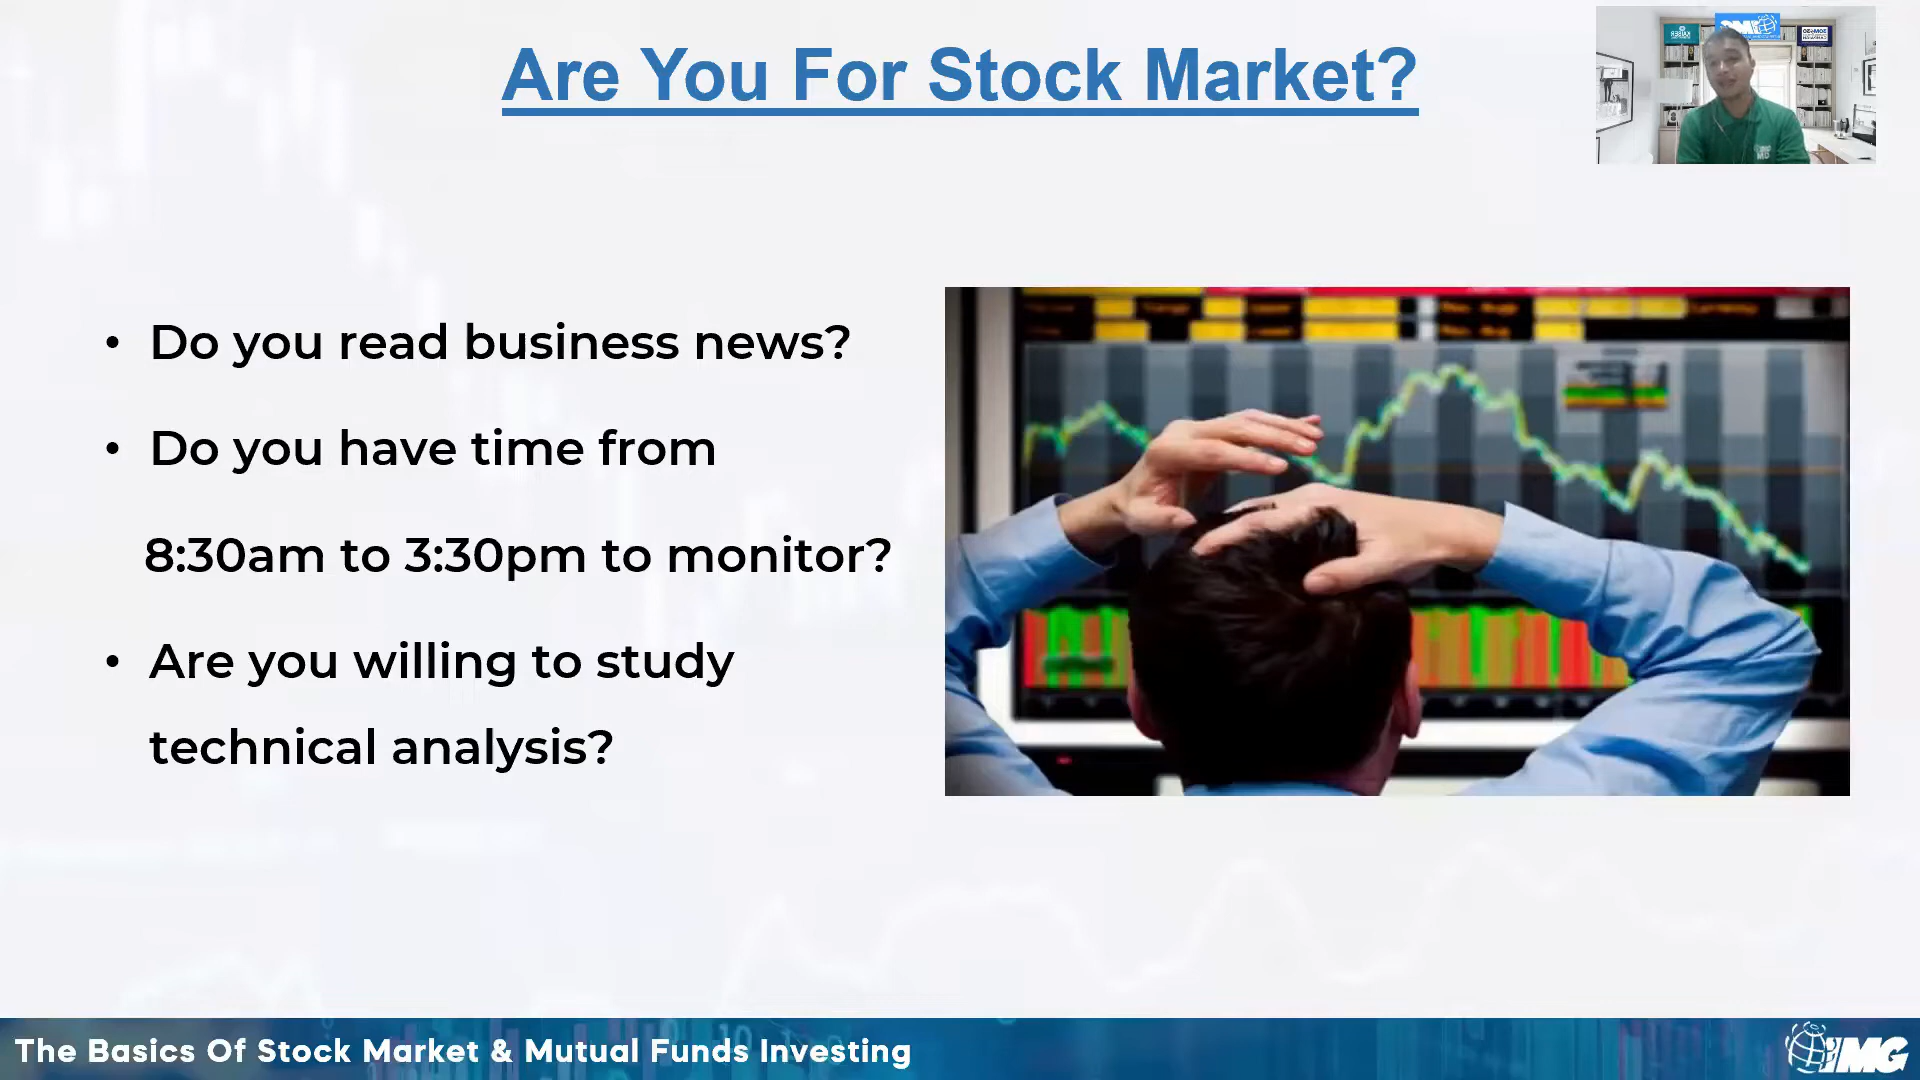 Are You For Stock Market?
• Do you read business news?
• Do you have time from
8:30am to 3:30pm to monitor?
• Are you willing to study
technical analysis?
The Basics Of Stock Market & Mutual Funds Investing
IMG